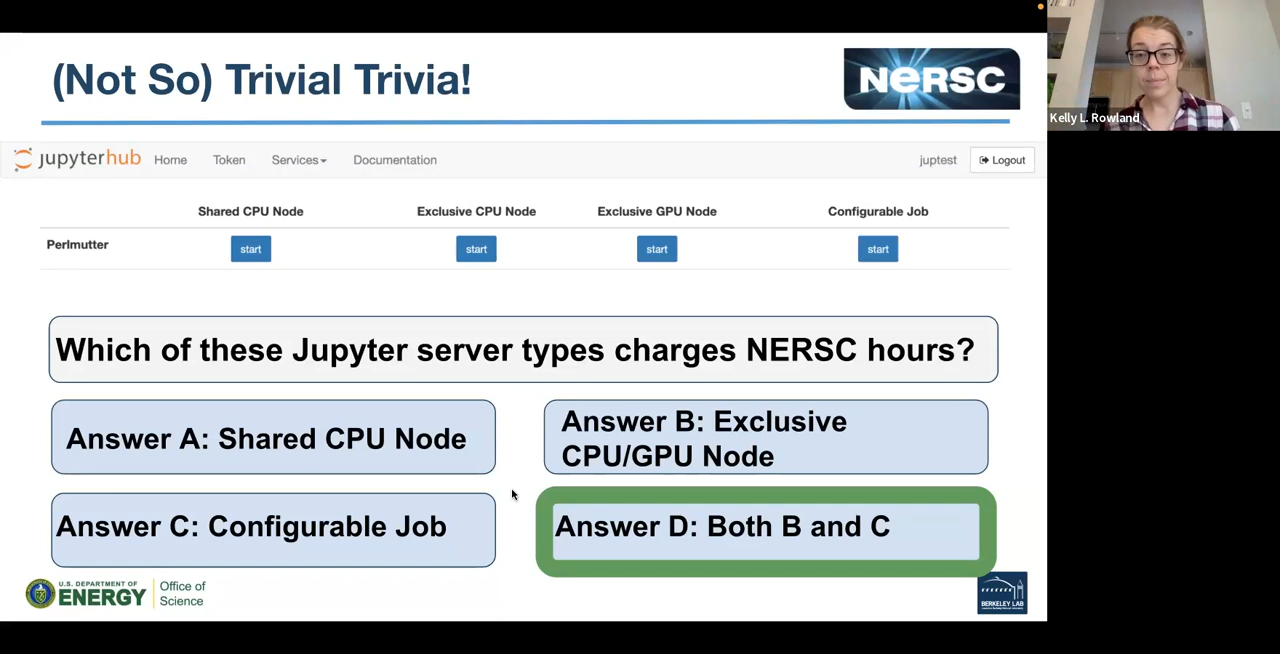 (Not So) Trivial Trivia!
NERSC
Kelly L. Rowland
jupyterhub Home Token Services Documentation juptest Logout
Shared CPU Node Exclusive CPU Node Exclusive GPU Node Configurable Job
Perlmutter start start start start
Which of these Jupyter server types charges NERSC hours?
Answer A: Shared CPU Node
Answer B: Exclusive
CPU/GPU Node
Answer C: Configurable Job
Answer D: Both B and C
U.S. DEPARTMENT OF
ENERGY
Office of
Science
BERKELEY LAB